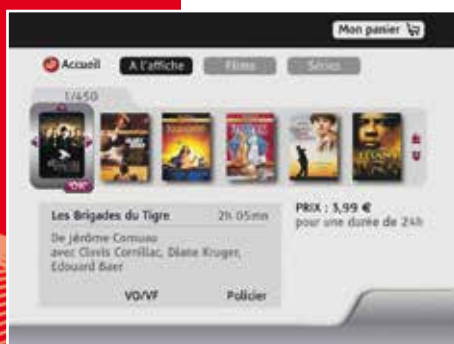 Mon panier
Accueil A l'affiche Films Séries
1/450
OK
Les Brigades du Tigre 2h 05mn
PRIX : 3,99 €
pour une durée de 24h
De Jérôme Cornuau
avec Clovis Cornillac, Diane Kruger,
Edouard Baer
VO/VF Policier